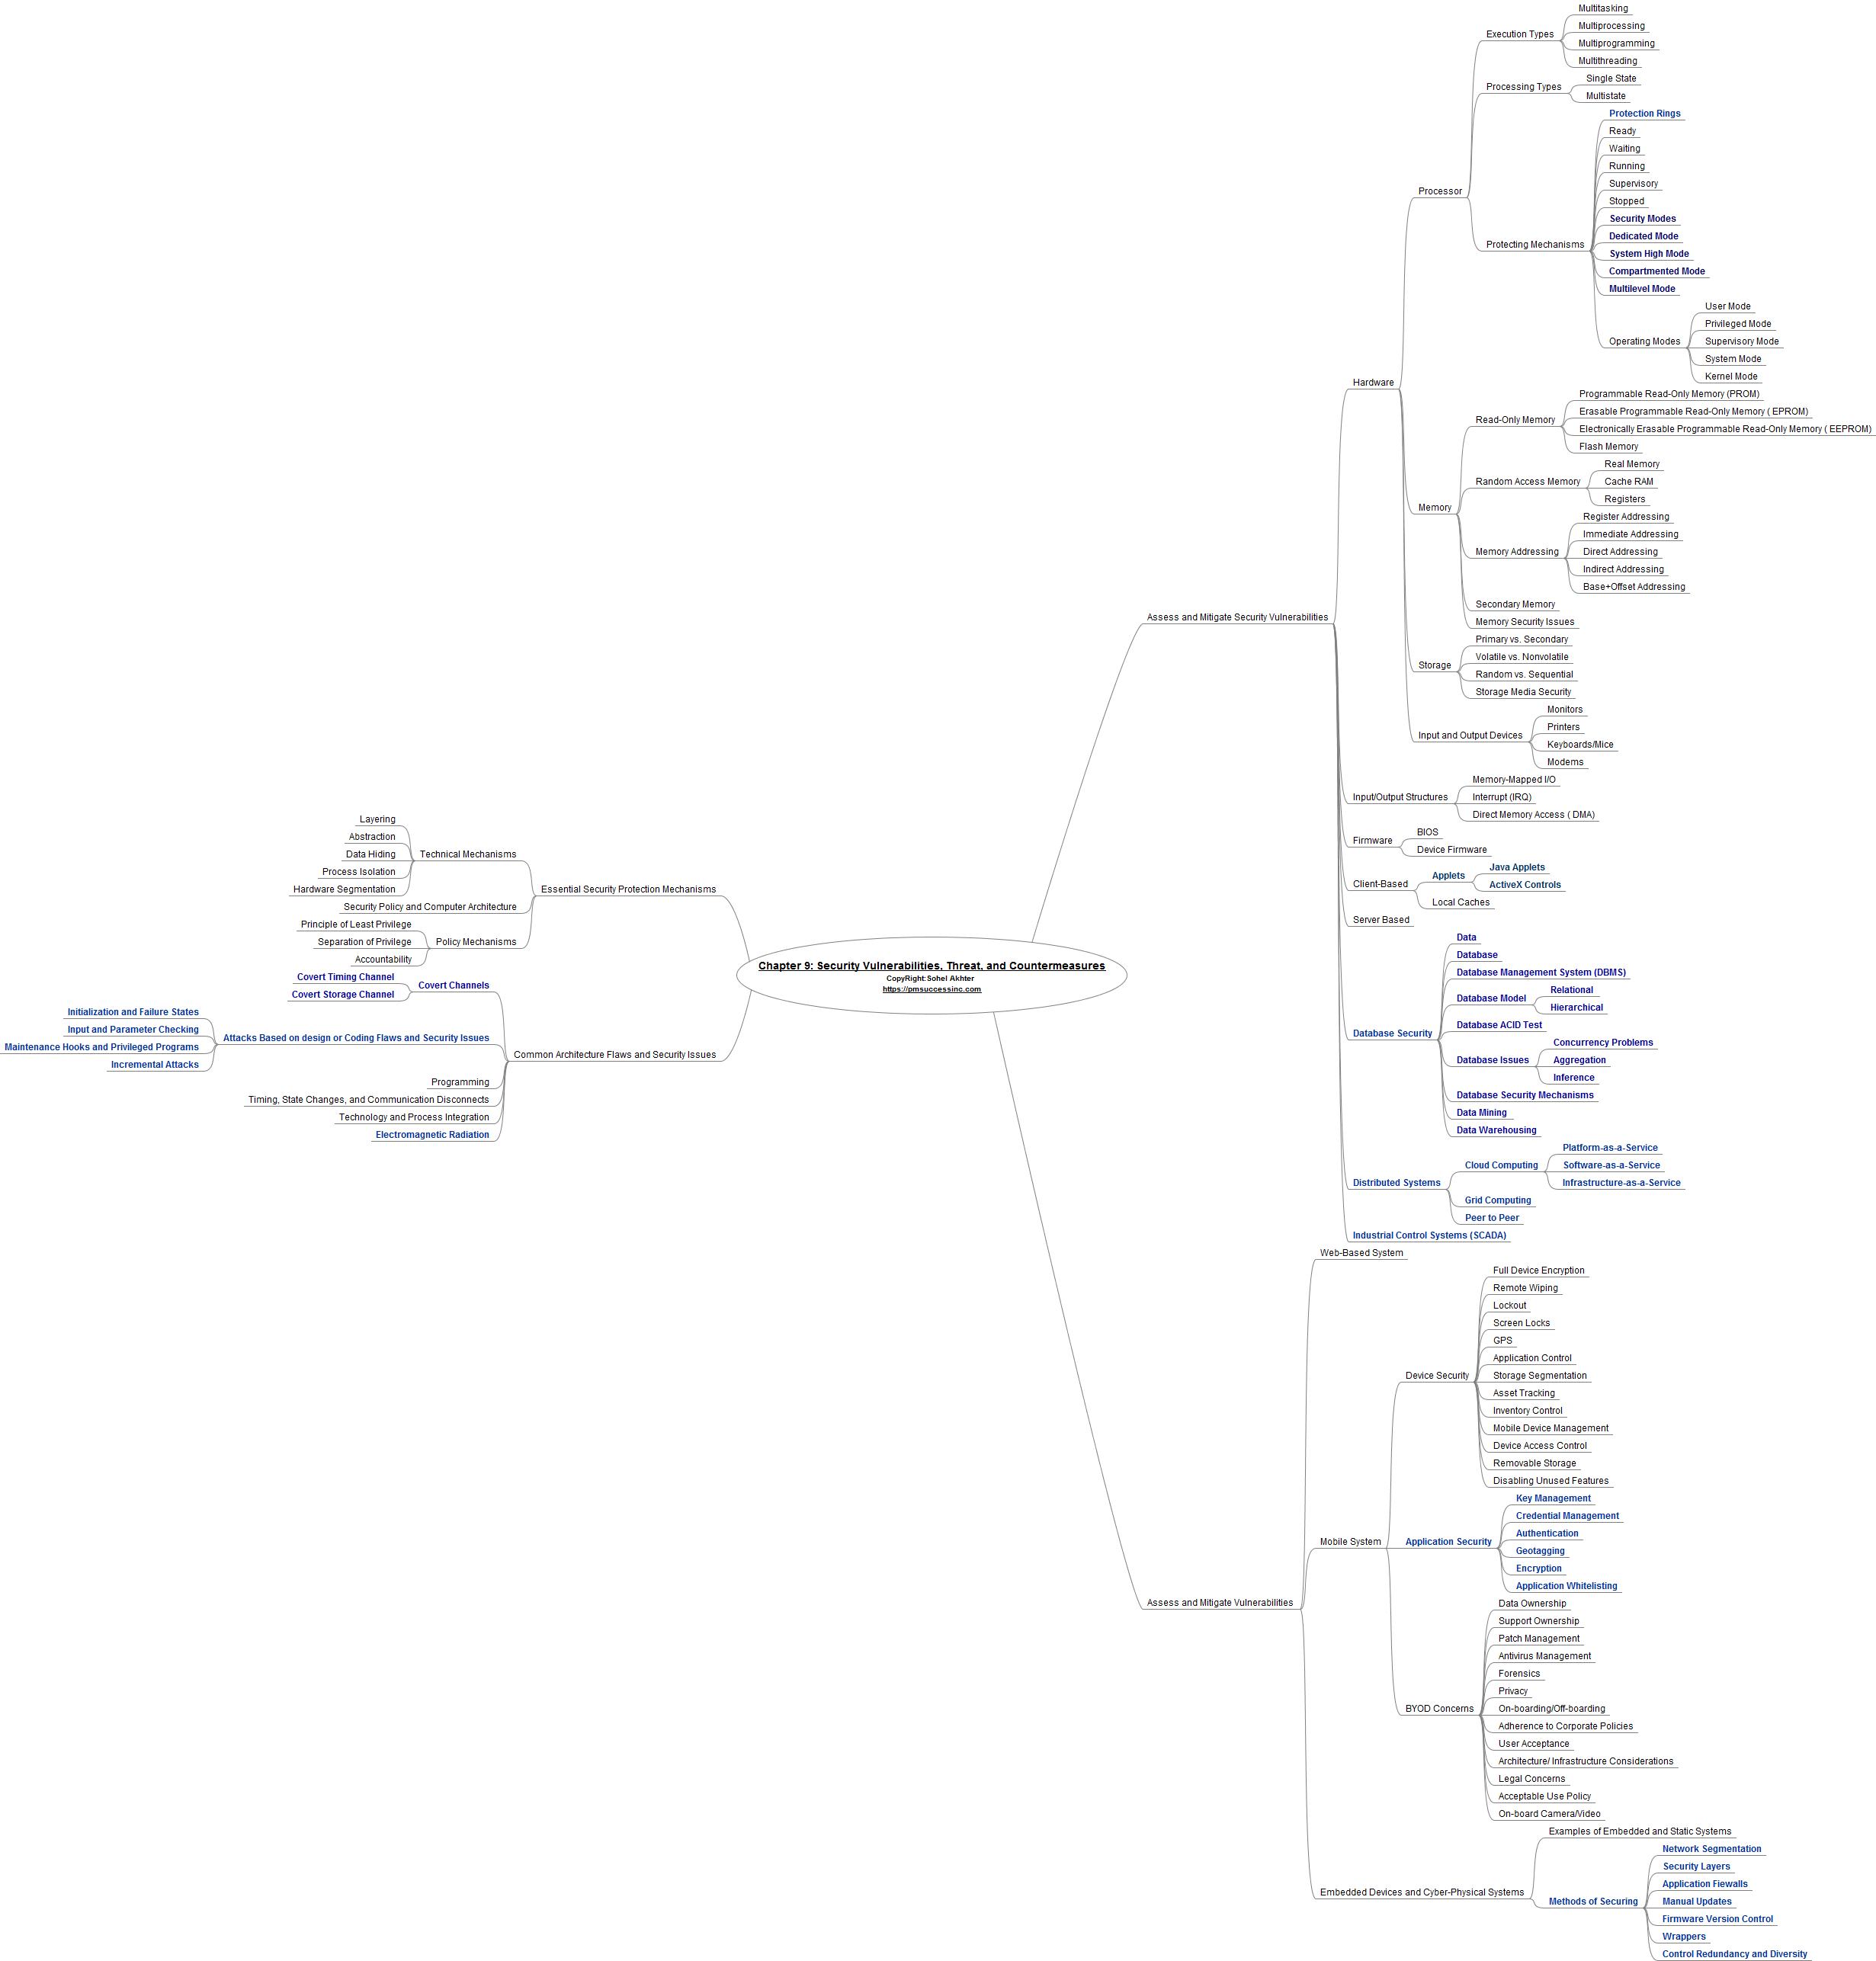 Chapter 9: Security Vulnerabilities, Threat, and Countermeasures
CopyRight:Sohel Akhter
https://pmsuccessinc.com
Assess and Mitigate Security Vulnerabilities
Hardware
Processor
Execution Types
Multitasking
Multiprocessing
Multiprogramming
Multithreading
Processing Types
Single State
Multistate
Protecting Mechanisms
Protection Rings
Ready
Waiting
Running
Supervisory
Stopped
Security Modes
Dedicated Mode
System High Mode
Compartmented Mode
Multilevel Mode
Operating Modes
User Mode
Privileged Mode
Supervisory Mode
System Mode
Kernel Mode
Memory
Read-Only Memory
Programmable Read-Only Memory (PROM)
Erasable Programmable Read-Only Memory ( EPROM)
Electronically Erasable Programmable Read-Only Memory ( EEPROM)
Flash Memory
Random Access Memory
Real Memory
Cache RAM
Registers
Memory Addressing
Register Addressing
Immediate Addressing
Direct Addressing
Indirect Addressing
Base+Offset Addressing
Secondary Memory
Memory Security Issues
Storage
Primary vs. Secondary
Volatile vs. Nonvolatile
Random vs. Sequential
Storage Media Security
Input and Output Devices
Monitors
Printers
Keyboards/Mice
Modems
Input/Output Structures
Memory-Mapped I/O
Interrupt (IRQ)
Direct Memory Access ( DMA)
Firmware
BIOS
Device Firmware
Client-Based
Applets
Java Applets
ActiveX Controls
Local Caches
Server Based
Database Security
Data
Database
Database Management System (DBMS)
Database Model
Relational
Hierarchical
Database ACID Test
Database Issues
Concurrency Problems
Aggregation
Inference
Database Security Mechanisms
Data Mining
Data Warehousing
Distributed Systems
Cloud Computing
Platform-as-a-Service
Software-as-a-Service
Infrastructure-as-a-Service
Grid Computing
Peer to Peer
Industrial Control Systems (SCADA)
Assess and Mitigate Vulnerabilities
Web-Based System
Mobile System
Device Security
Full Device Encryption
Remote Wiping
Lockout
Screen Locks
GPS
Application Control
Storage Segmentation
Asset Tracking
Inventory Control
Mobile Device Management
Device Access Control
Removable Storage
Disabling Unused Features
Application Security
Key Management
Credential Management
Authentication
Geotagging
Encryption
Application Whitelisting
BYOD Concerns
Data Ownership
Support Ownership
Patch Management
Antivirus Management
Forensics
Privacy
On-boarding/Off-boarding
Adherence to Corporate Policies
User Acceptance
Architecture/ Infrastructure Considerations
Legal Concerns
Acceptable Use Policy
On-board Camera/Video
Embedded Devices and Cyber-Physical Systems
Examples of Embedded and Static Systems
Methods of Securing
Network Segmentation
Security Layers
Application Fiewalls
Manual Updates
Firmware Version Control
Wrappers
Control Redundancy and Diversity
Essential Security Protection Mechanisms
Technical Mechanisms
Layering
Abstraction
Data Hiding
Process Isolation
Hardware Segmentation
Security Policy and Computer Architecture
Policy Mechanisms
Principle of Least Privilege
Separation of Privilege
Accountability
Common Architecture Flaws and Security Issues
Covert Channels
Covert Timing Channel
Covert Storage Channel
Attacks Based on design or Coding Flaws and Security Issues
Initialization and Failure States
Input and Parameter Checking
Maintenance Hooks and Privileged Programs
Incremental Attacks
Programming
Timing, State Changes, and Communication Disconnects
Technology and Process Integration
Electromagnetic Radiation